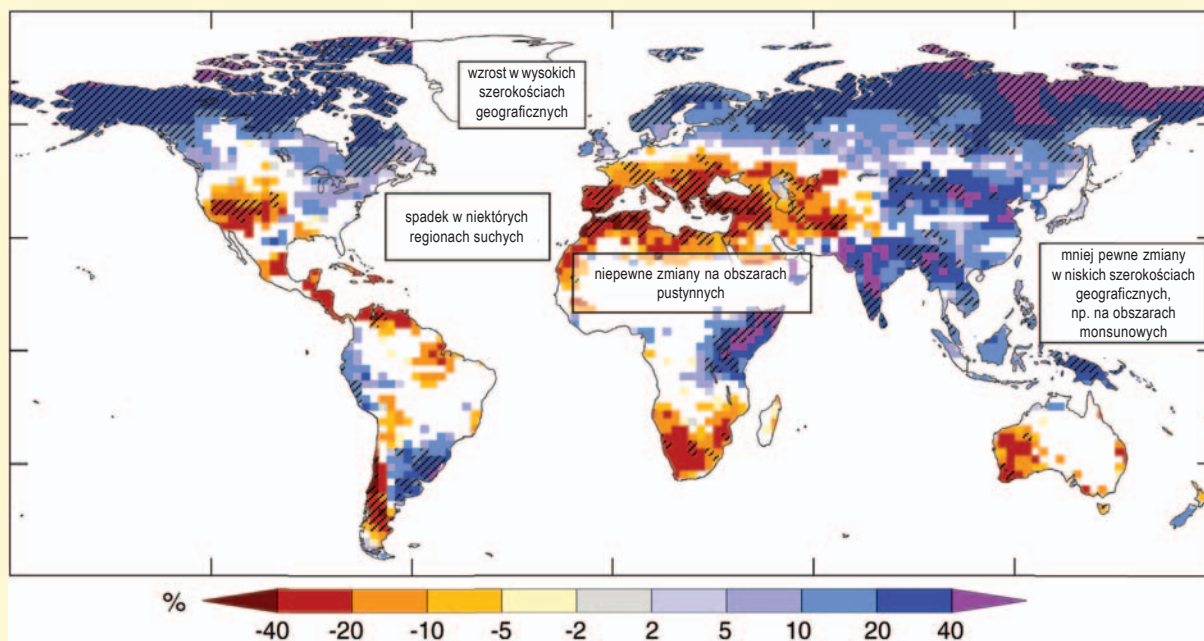 wzrost w wysokich
szerokościach
geograficznych
spadek w niektórych
regionach suchych
niepewne zmiany na obszarach
pustynnych
mniej pewne zmiany
w niskich szerokościach
geograficznych,
np. na obszarach
monsunowych
%
-40 -20 -10 -5 -2 2 5 10 20 40